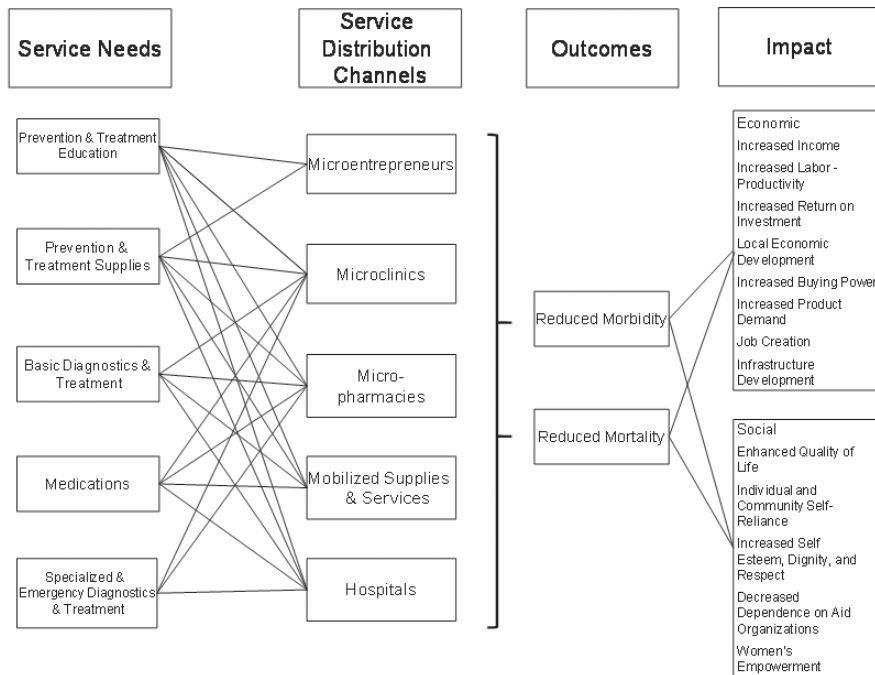 Service Needs
Service
Distribution
Channels
Outcomes
Impact
Prevention & Treatment
Education
Prevention &
Treatment Supplies
Basic Diagnostics &
Treatment
Medications
Specialized &
Emergency Diagnostics
& Treatment
Microentrepreneurs
Microclinics
Micro-
pharmacies
Mobilized Supplies
& Services
Hospitals
Reduced Morbidity
Reduced Mortality
Economic
Increased Income
Increased Labor -
Productivity
Increased Return on
Investment
Local Economic
Development
Increased Buying Power
Increased Product
Demand
Job Creation
Infrastructure
Development
Social
Enhanced Quality of
Life
Individual and
Community Self-
Reliance
Increased Self
Esteem, Dignity, and
Respect
Decreased
Dependence on Aid
Organizations
Women's
Empowerment